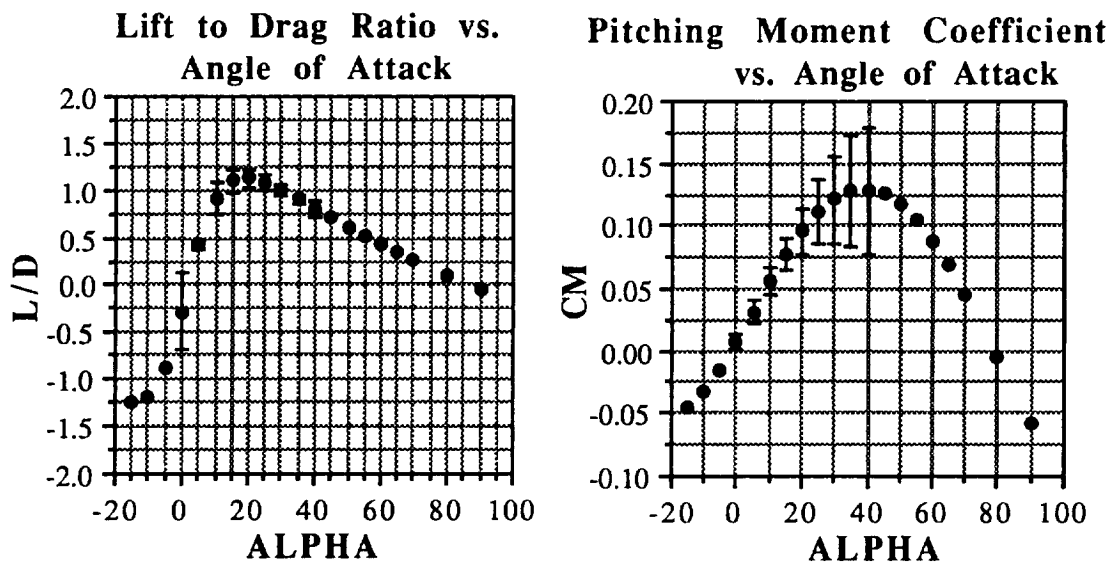 Lift to Drag Ratio vs.
Angle of Attack
2.0
1.5
1.0
0.5
0.0
-0.5
-1.0
-1.5
-2.0
L/D
-20 0 20 40 60 80 100
ALPHA
Pitching Moment Coefficient
vs. Angle of Attack
0.20
0.15
0.10
0.05
0.00
-0.05
-0.10
CM
-20 0 20 40 60 80 100
ALPHA